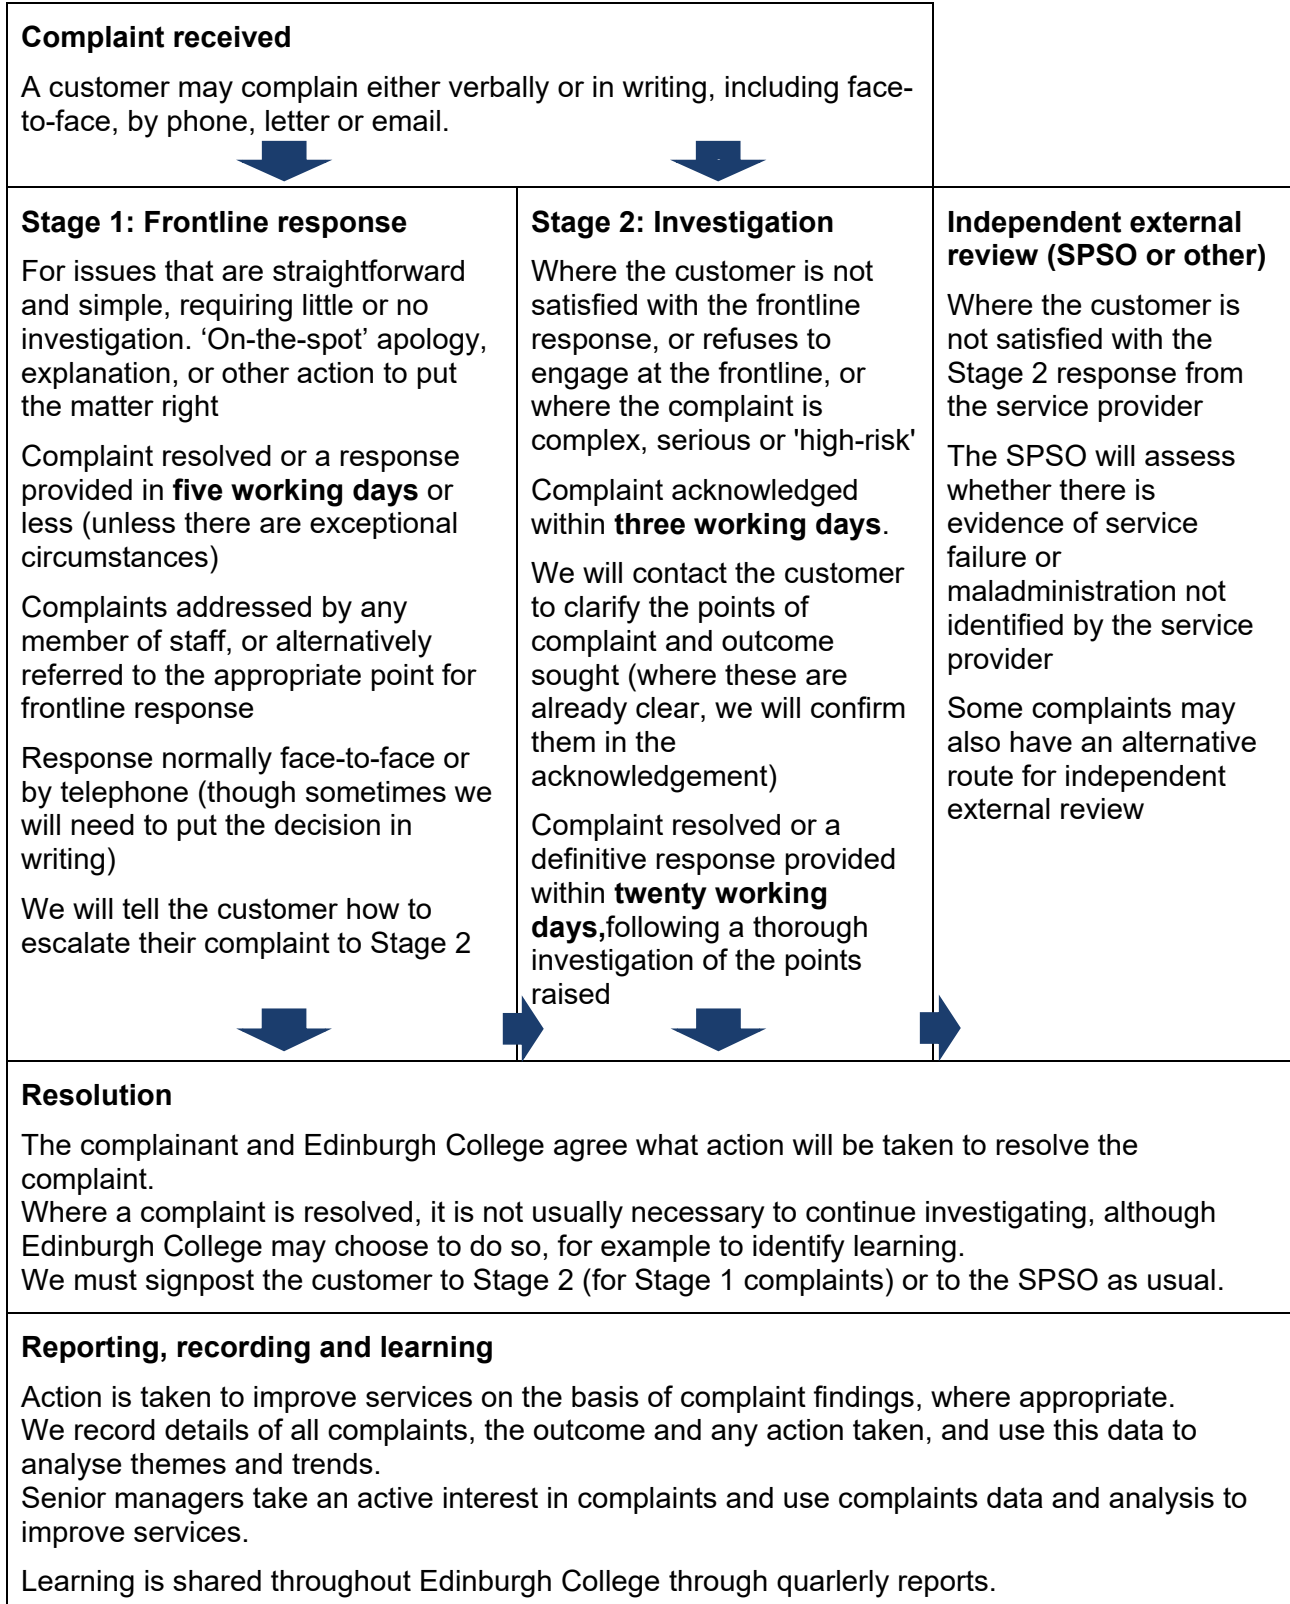 Complaint received
A customer may complain either verbally or in writing, including face-
to-face, by phone, letter or email.
Stage 1: Frontline response
For issues that are straightforward
and simple, requiring little or no
investigation. ‘On-the-spot’ apology,
explanation, or other action to put
the matter right
Complaint resolved or a response
provided in five working days or
less (unless there are exceptional
circumstances)
Complaints addressed by any
member of staff, or alternatively
referred to the appropriate point for
frontline response
Response normally face-to-face or
by telephone (though sometimes we
will need to put the decision in
writing)
We will tell the customer how to
escalate their complaint to Stage 2
Stage 2: Investigation
Where the customer is not
satisfied with the frontline
response, or refuses to
engage at the frontline, or
where the complaint is
complex, serious or 'high-risk'
Complaint acknowledged
within three working days.
We will contact the customer
to clarify the points of
complaint and outcome
sought (where these are
already clear, we will confirm
them in the
acknowledgement)
Complaint resolved or a
definitive response provided
within twenty working
days,following a thorough
investigation of the points
raised
Independent external
review (SPSO or other)
Where the customer is
not satisfied with the
Stage 2 response from
the service provider
The SPSO will assess
whether there is
evidence of service
failure or
maladministration not
identified by the service
provider
Some complaints may
also have an alternative
route for independent
external review
Resolution
The complainant and Edinburgh College agree what action will be taken to resolve the
complaint.
Where a complaint is resolved, it is not usually necessary to continue investigating, although
Edinburgh College may choose to do so, for example to identify learning.
We must signpost the customer to Stage 2 (for Stage 1 complaints) or to the SPSO as usual.
Reporting, recording and learning
Action is taken to improve services on the basis of complaint findings, where appropriate.
We record details of all complaints, the outcome and any action taken, and use this data to
analyse themes and trends.
Senior managers take an active interest in complaints and use complaints data and analysis to
improve services.
Learning is shared throughout Edinburgh College through quarlerly reports.